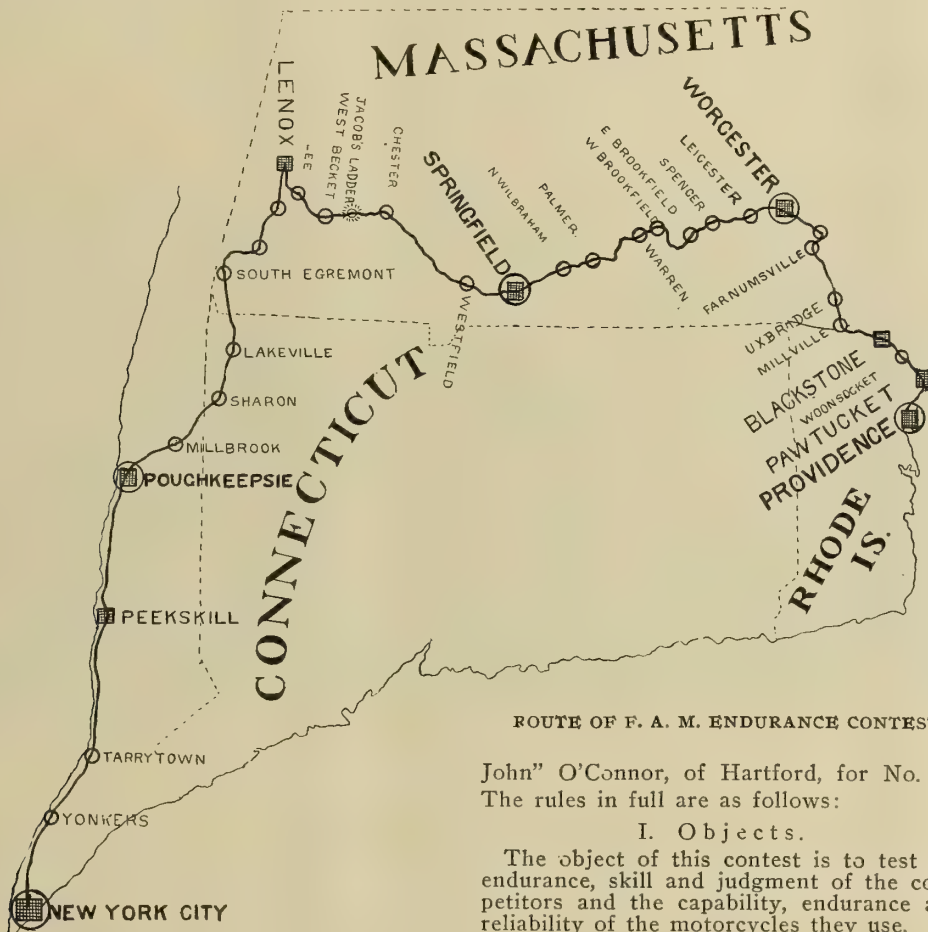 MASSACHUSETTS
LENOX
-EE
WEST BECKET
JACOB'S LADDER
CHESTER
SPRINGFIELD
N WILBRAHAM
PALMER.
W BROOKFIELD
E BROOKFIELD
SPENCER
LEICESTER
WORCESTER
SOUTH EGREMONT
WESTFIELD
WARREN
FARNUMSVILLE
UXBRIDGE
MILLVILLE
BLACKSTONE
WOONSOCKET
PAWTUCKET
PROVIDENCE
LAKEVILLE
SHARON
MILLBROOK
POUGHKEEPSIE
CONNECTICUT
RHODE
IS.
PEEKSKILL
TARRYTOWN
YONKERS
NEW YORK CITY
ROUTE OF F. A. M. ENDURANCE CONTEST
John" O'Connor, of Hartford, for No.
The rules in full are as follows:
I. Objects.
The object of this contest is to test
endurance, skill and judgment of the co
petitors and the capability, endurance a
reliability of the motorcycles they use.